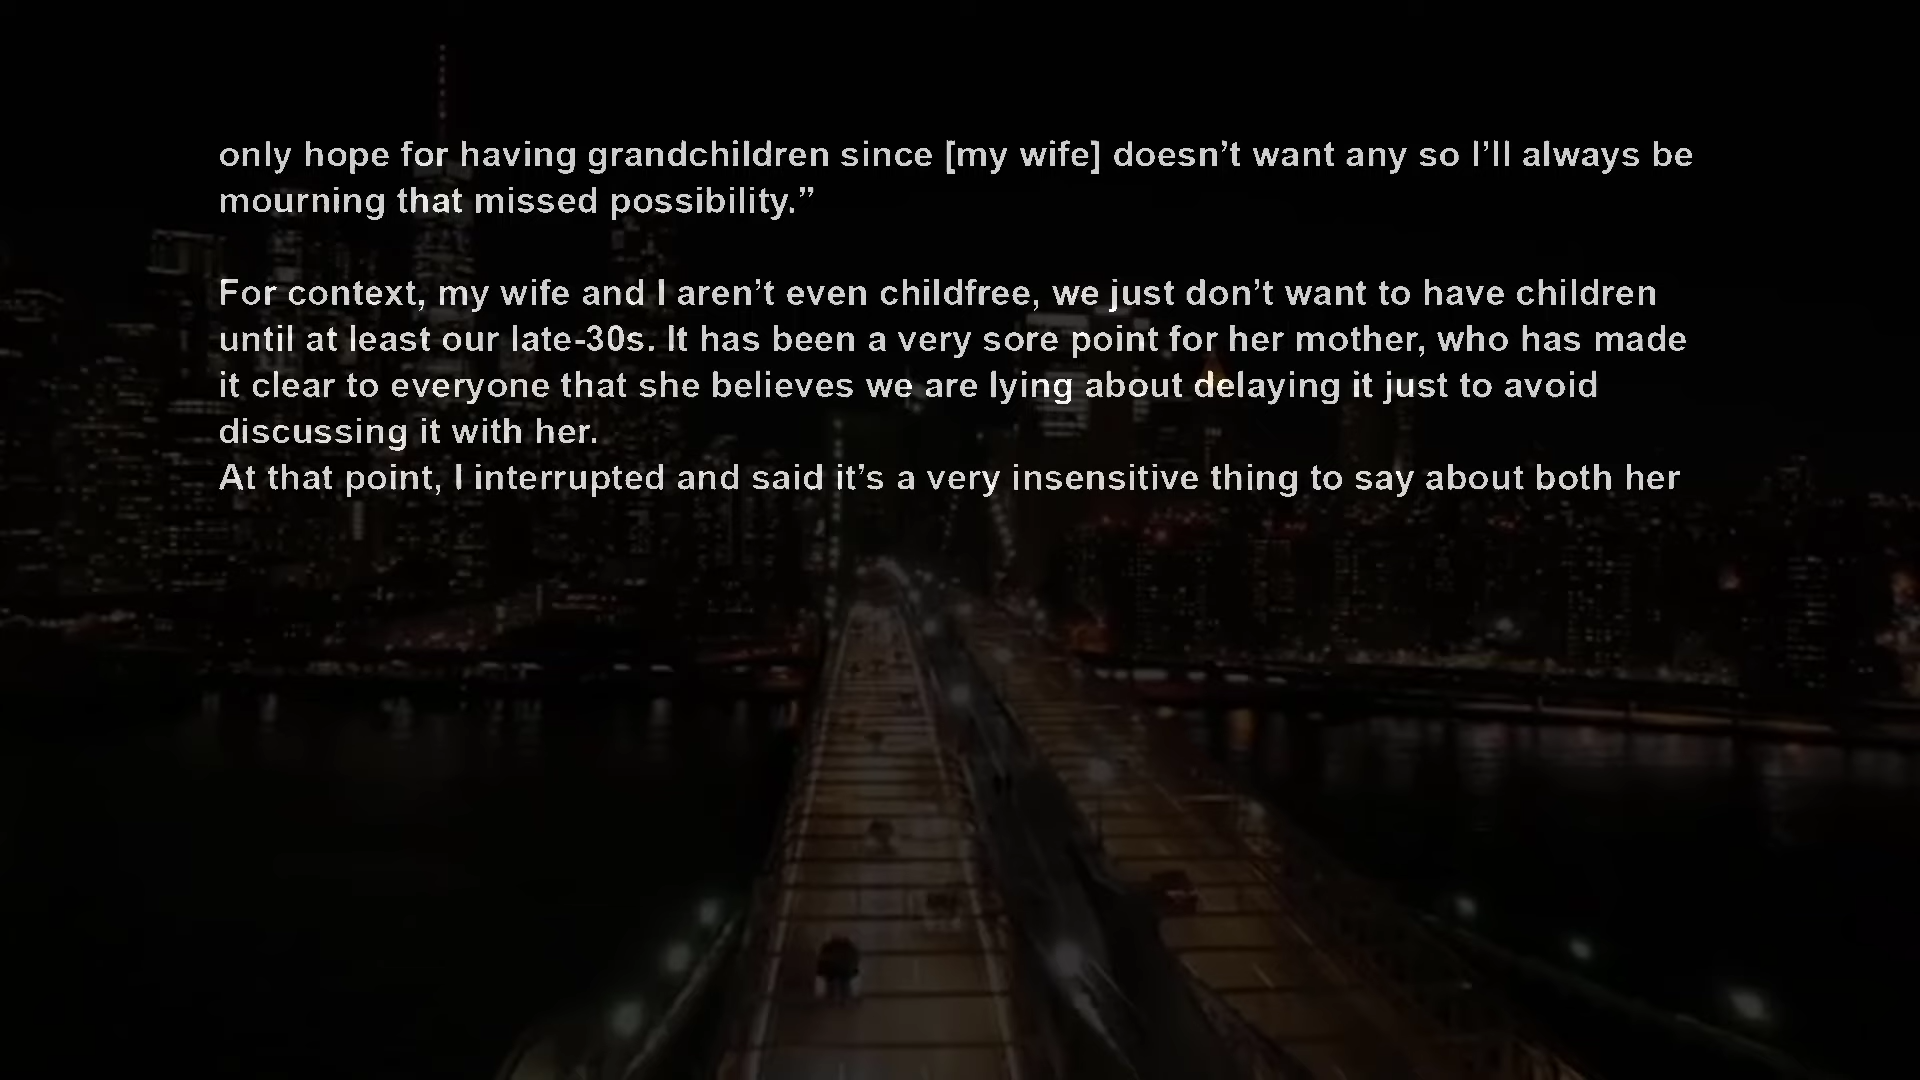 only hope for having grandchildren since [my wife] doesn’t want any so I’ll always be
mourning that missed possibility.”
For context, my wife and I aren’t even childfree, we just don’t want to have children
until at least our late-30s. It has been a very sore point for her mother, who has made
it clear to everyone that she believes we are lying about delaying it just to avoid
discussing it with her.
At that point, I interrupted and said it’s a very insensitive thing to say about both her